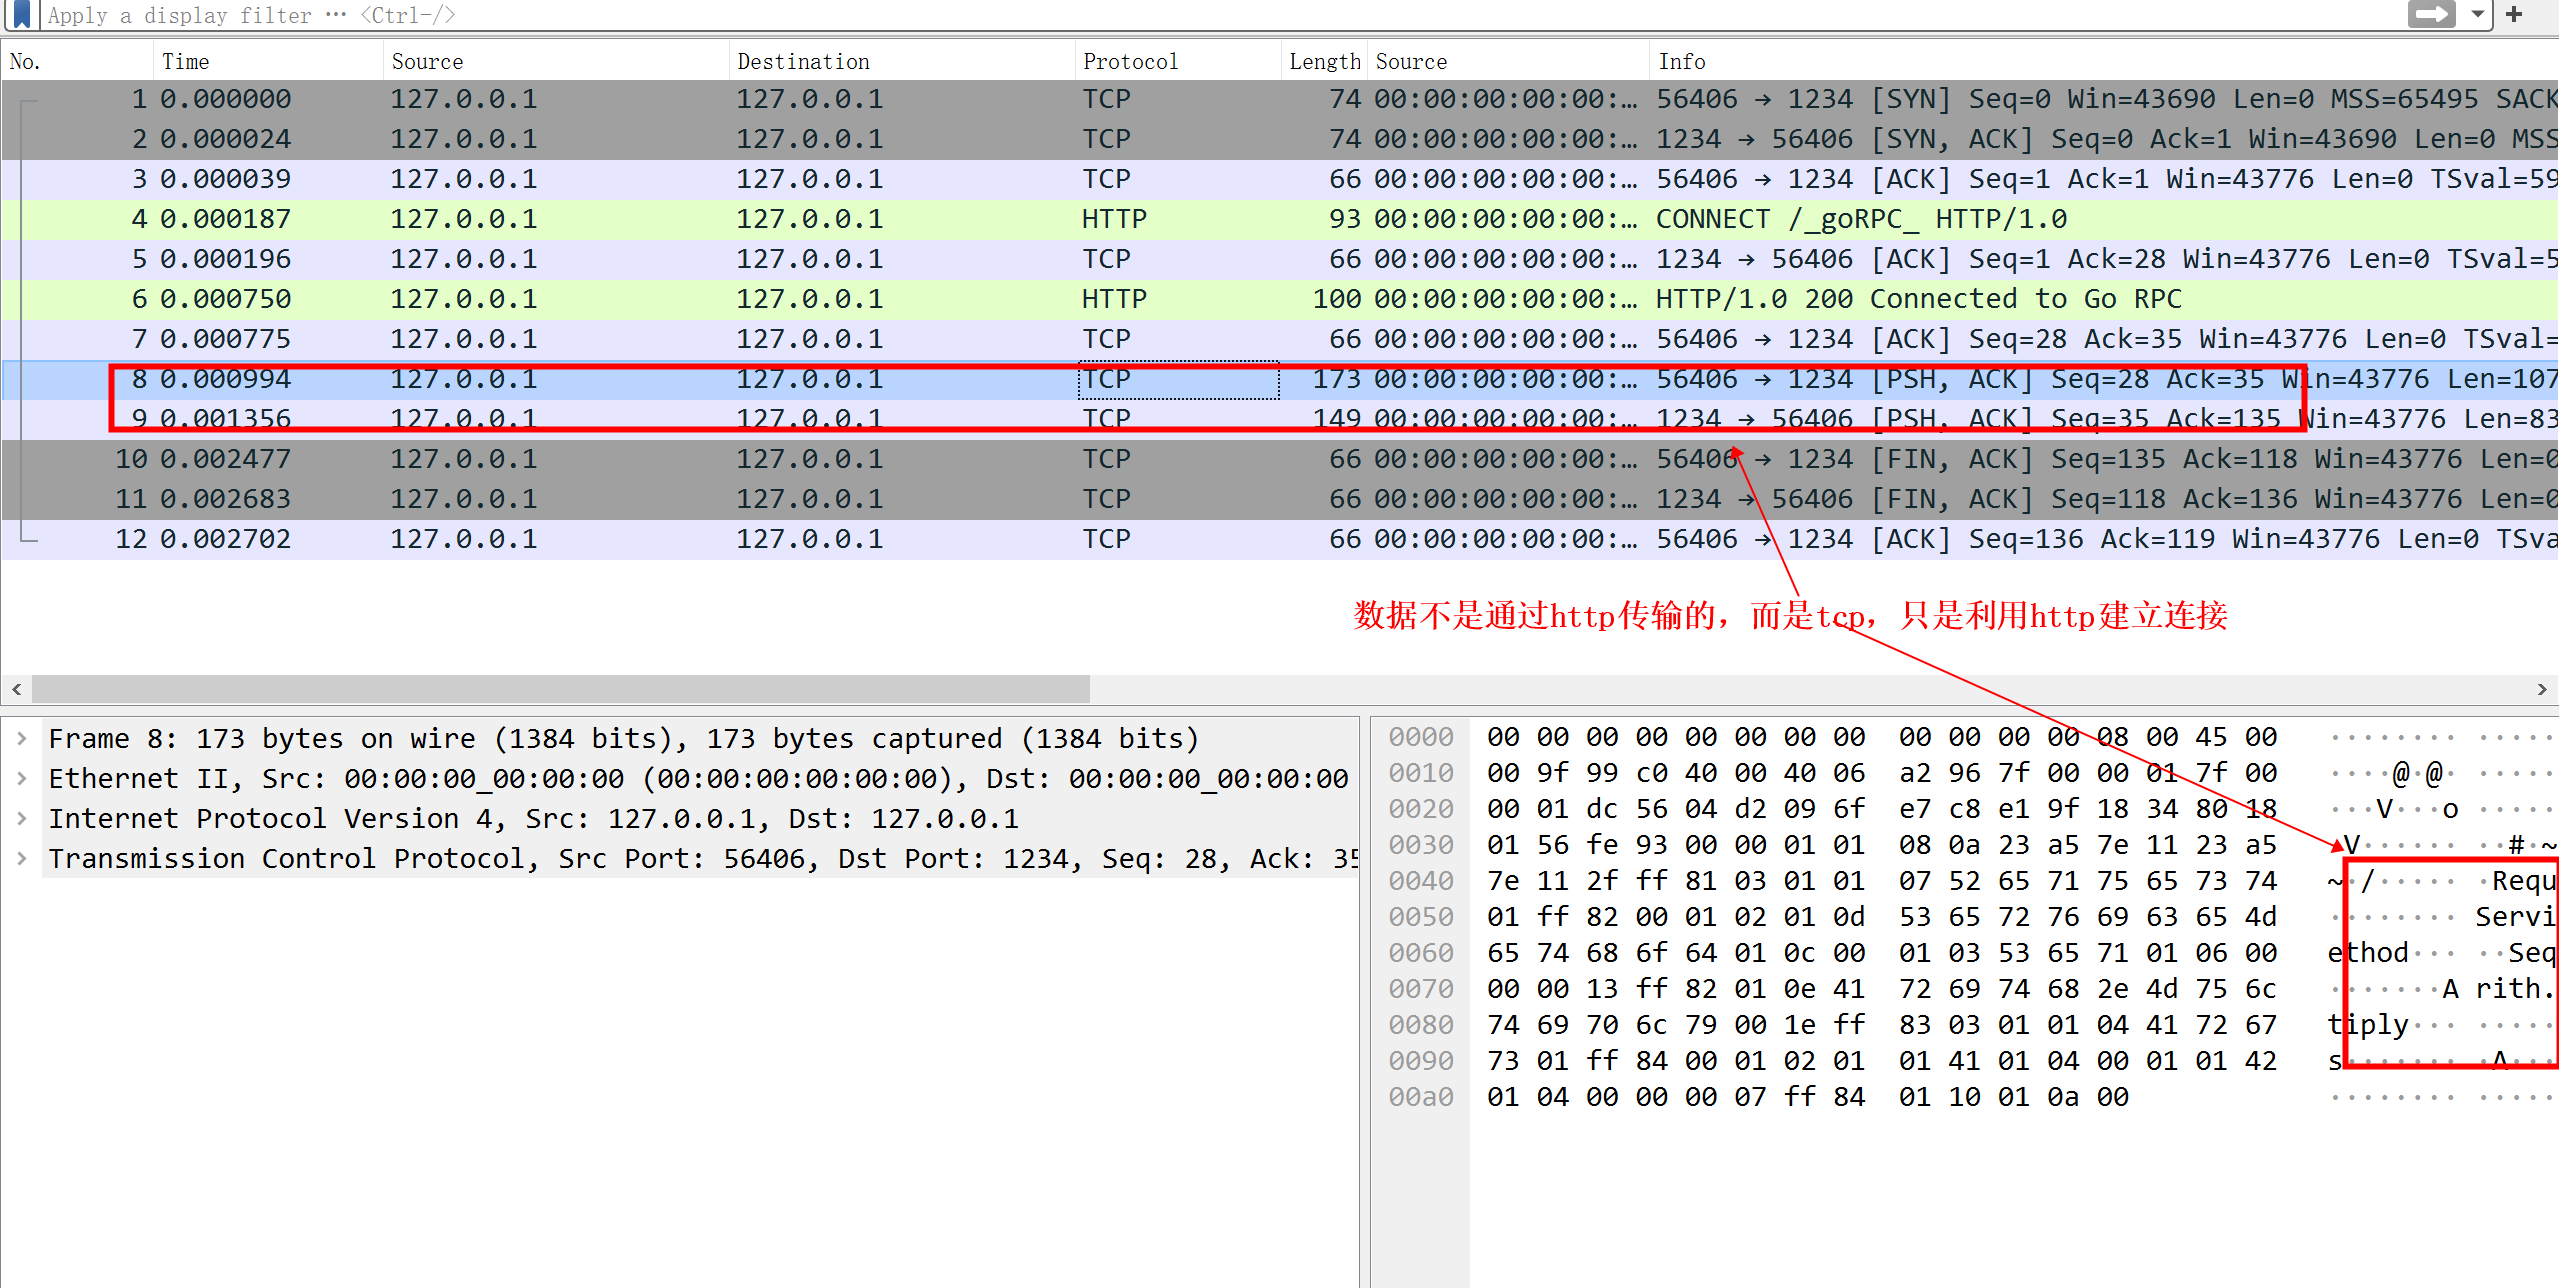 Apply a display filter … <Ctrl-/>
No. Time Source Destination Protocol Length Source Info
1 0.000000 127.0.0.1 127.0.0.1 TCP 74 00:00:00:00:00:… 56406 → 1234 [SYN] Seq=0 Win=43690 Len=0 MSS=65495 SACK
2 0.000024 127.0.0.1 127.0.0.1 TCP 74 00:00:00:00:00:… 1234 → 56406 [SYN, ACK] Seq=0 Ack=1 Win=43690 Len=0 MSS
3 0.000039 127.0.0.1 127.0.0.1 TCP 66 00:00:00:00:00:… 56406 → 1234 [ACK] Seq=1 Ack=1 Win=43776 Len=0 TSval=59
4 0.000187 127.0.0.1 127.0.0.1 HTTP 93 00:00:00:00:00:… CONNECT /_goRPC_ HTTP/1.0
5 0.000196 127.0.0.1 127.0.0.1 TCP 66 00:00:00:00:00:… 1234 → 56406 [ACK] Seq=1 Ack=28 Win=43776 Len=0 TSval=5
6 0.000750 127.0.0.1 127.0.0.1 HTTP 100 00:00:00:00:00:… HTTP/1.0 200 Connected to Go RPC
7 0.000775 127.0.0.1 127.0.0.1 TCP 66 00:00:00:00:00:… 56406 → 1234 [ACK] Seq=28 Ack=35 Win=43776 Len=0 TSval=
8 0.000994 127.0.0.1 127.0.0.1 TCP 173 00:00:00:00:00:… 56406 → 1234 [PSH, ACK] Seq=28 Ack=35 Win=43776 Len=107
9 0.001356 127.0.0.1 127.0.0.1 TCP 149 00:00:00:00:00:… 1234 → 56406 [PSH, ACK] Seq=35 Ack=135 Win=43776 Len=83
10 0.002477 127.0.0.1 127.0.0.1 TCP 66 00:00:00:00:00:… 56406 → 1234 [FIN, ACK] Seq=135 Ack=118 Win=43776 Len=0
11 0.002683 127.0.0.1 127.0.0.1 TCP 66 00:00:00:00:00:… 1234 → 56406 [FIN, ACK] Seq=118 Ack=136 Win=43776 Len=0
12 0.002702 127.0.0.1 127.0.0.1 TCP 66 00:00:00:00:00:… 56406 → 1234 [ACK] Seq=136 Ack=119 Win=43776 Len=0 TSva
数据不是通过http传输的，而是tcp，只是利用http建立连接
Frame 8: 173 bytes on wire (1384 bits), 173 bytes captured (1384 bits)
Ethernet II, Src: 00:00:00_00:00:00 (00:00:00:00:00:00), Dst: 00:00:00_00:00:00
Internet Protocol Version 4, Src: 127.0.0.1, Dst: 127.0.0.1
Transmission Control Protocol, Src Port: 56406, Dst Port: 1234, Seq: 28, Ack: 35
0000 00 00 00 00 00 00 00 00 00 00 00 00 08 00 45 00 ········ ·····
0010 00 9f 99 c0 40 00 40 06 a2 96 7f 00 00 01 7f 00 ····@·@· ·····
0020 00 01 dc 56 04 d2 09 6f e7 c8 e1 9f 18 34 80 18 ···V···o ·····
0030 01 56 fe 93 00 00 01 01 08 0a 23 a5 7e 11 23 a5 ·V······ ··#·~
0040 7e 11 2f ff 81 03 01 01 07 52 65 71 75 65 73 74 ~·/····· ·Requ
0050 01 ff 82 00 01 02 01 0d 53 65 72 76 69 63 65 4d ········ Servi
0060 65 74 68 6f 64 01 0c 00 01 03 53 65 71 01 06 00 ethod··· ··Seq
0070 00 00 13 ff 82 01 0e 41 72 69 74 68 2e 4d 75 6c ·······A rith.
0080 74 69 70 6c 79 00 1e ff 83 03 01 01 04 41 72 67 tiply··· ·····
0090 73 01 ff 84 00 01 02 01 01 41 01 04 00 01 01 42 s······· ·A···
00a0 01 04 00 00 00 07 ff 84 01 10 01 0a 00 ········ ·····